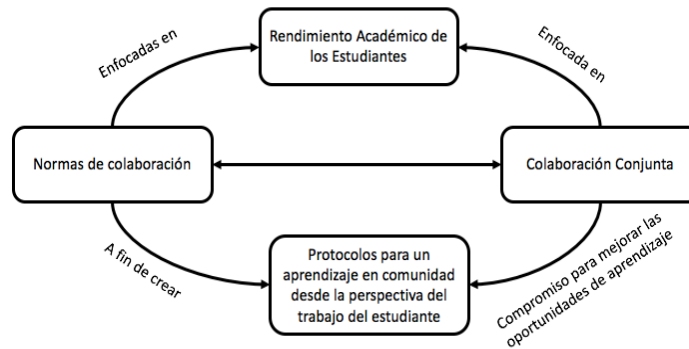 Rendimiento Académico de
los Estudiantes
Enfocadas en
Enfocada en
Normas de colaboración
Colaboración Conjunta
A fin de crear
Protocolos para un
aprendizaje en comunidad
desde la perspectiva del
trabajo del estudiante
Compromiso para mejorar las
oportunidades de aprendizaje